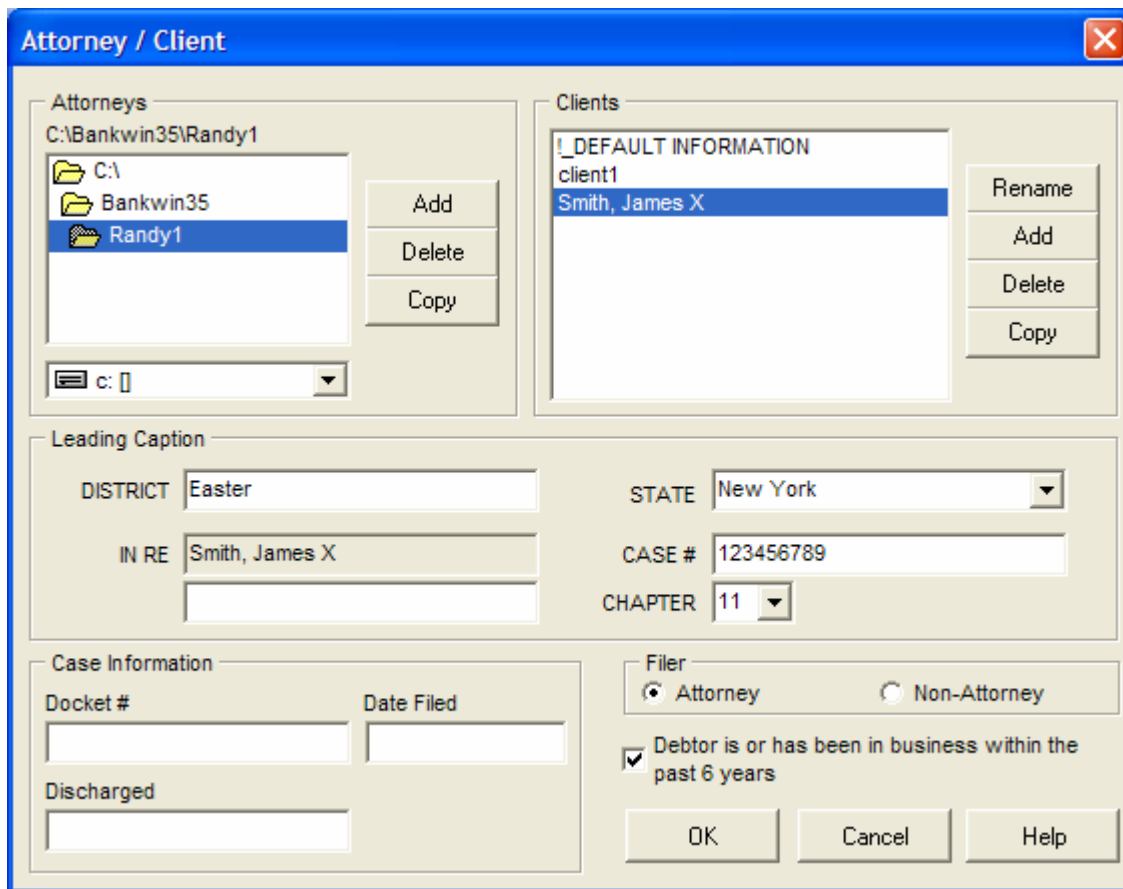 Attorney / Client
Attorneys
C:\Bankwin35\Randy1
C:\
Bankwin35
Randy1
Add
Delete
Copy
c: []
Clients
!_DEFAULT INFORMATION
client1
Smith, James X
Rename
Add
Delete
Copy
Leading Caption
DISTRICT Easter
STATE New York
IN RE Smith, James X
CASE # 123456789
CHAPTER 11
Case Information
Docket #
Date Filed
Discharged
Filer
Attorney
Non-Attorney
Debtor is or has been in business within the
past 6 years
OK
Cancel
Help